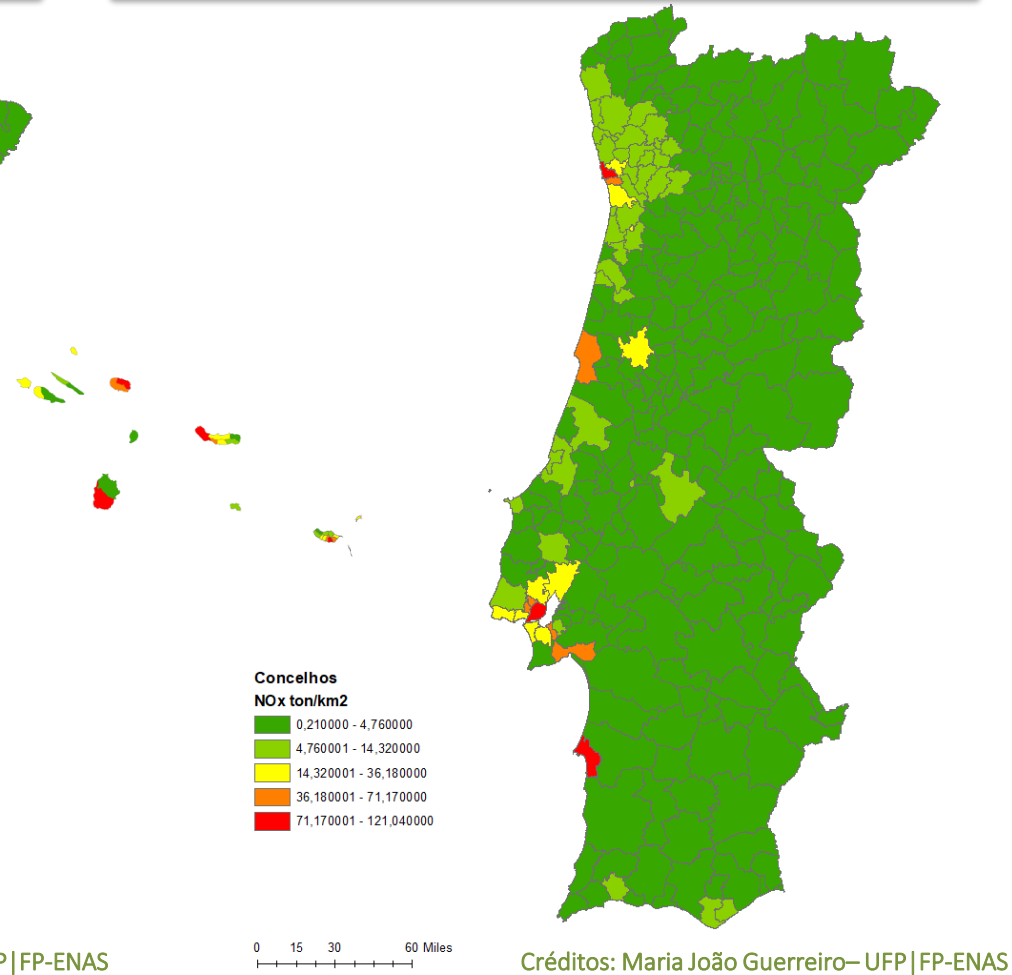 Concelhos
NOx ton/km2
0,210000 - 4,760000
4,760001 - 14,320000
14,320001 - 36,180000
36,180001 - 71,170000
71,170001 - 121,040000
0 15 30 60 Miles
P|FP-ENAS
Créditos: Maria João Guerreiro– UFP|FP-ENAS